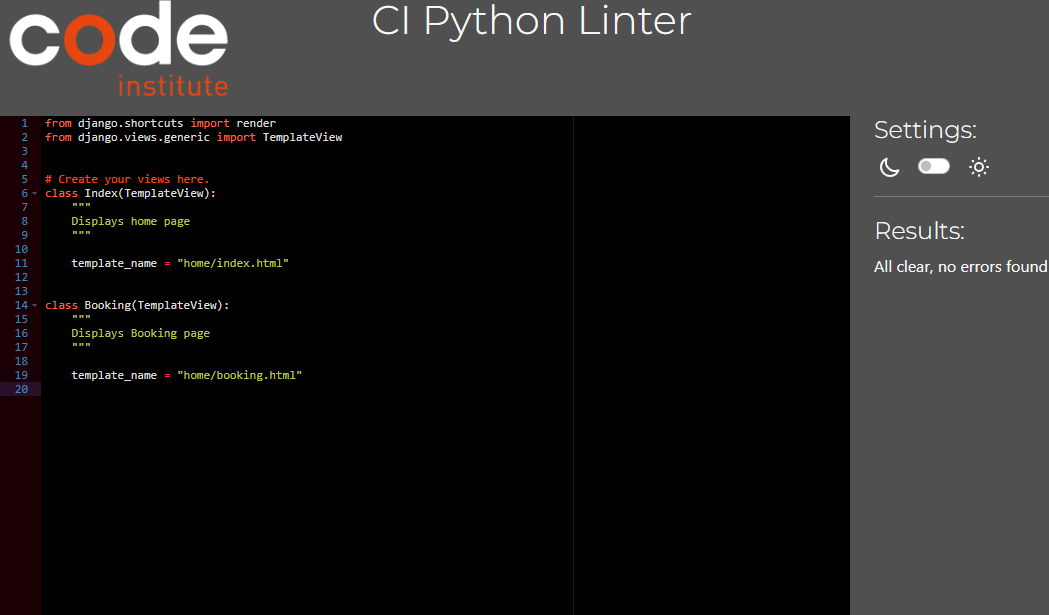 code
institute
CI Python Linter
1 from django.shortcuts import render
2 from django.views.generic import TemplateView
3
4
5 # Create your views here.
6 class Index(TemplateView):
7     """
8     Displays home page
9     """
10
11     template_name = "home/index.html"
12
13
14 class Booking(TemplateView):
15     """
16     Displays Booking page
17     """
18
19     template_name = "home/booking.html"
20
Settings:
Results:
All clear, no errors found